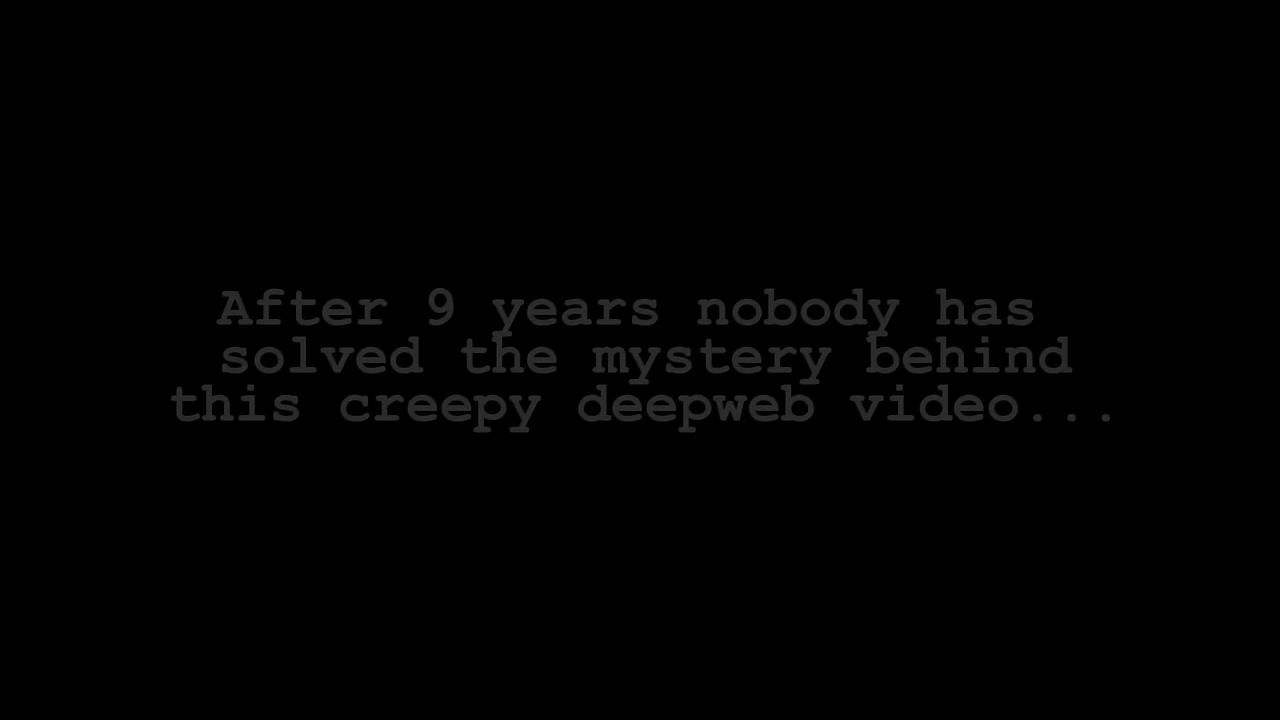 After 9 years nobody has
solved the mystery behind
this creepy deepweb video...